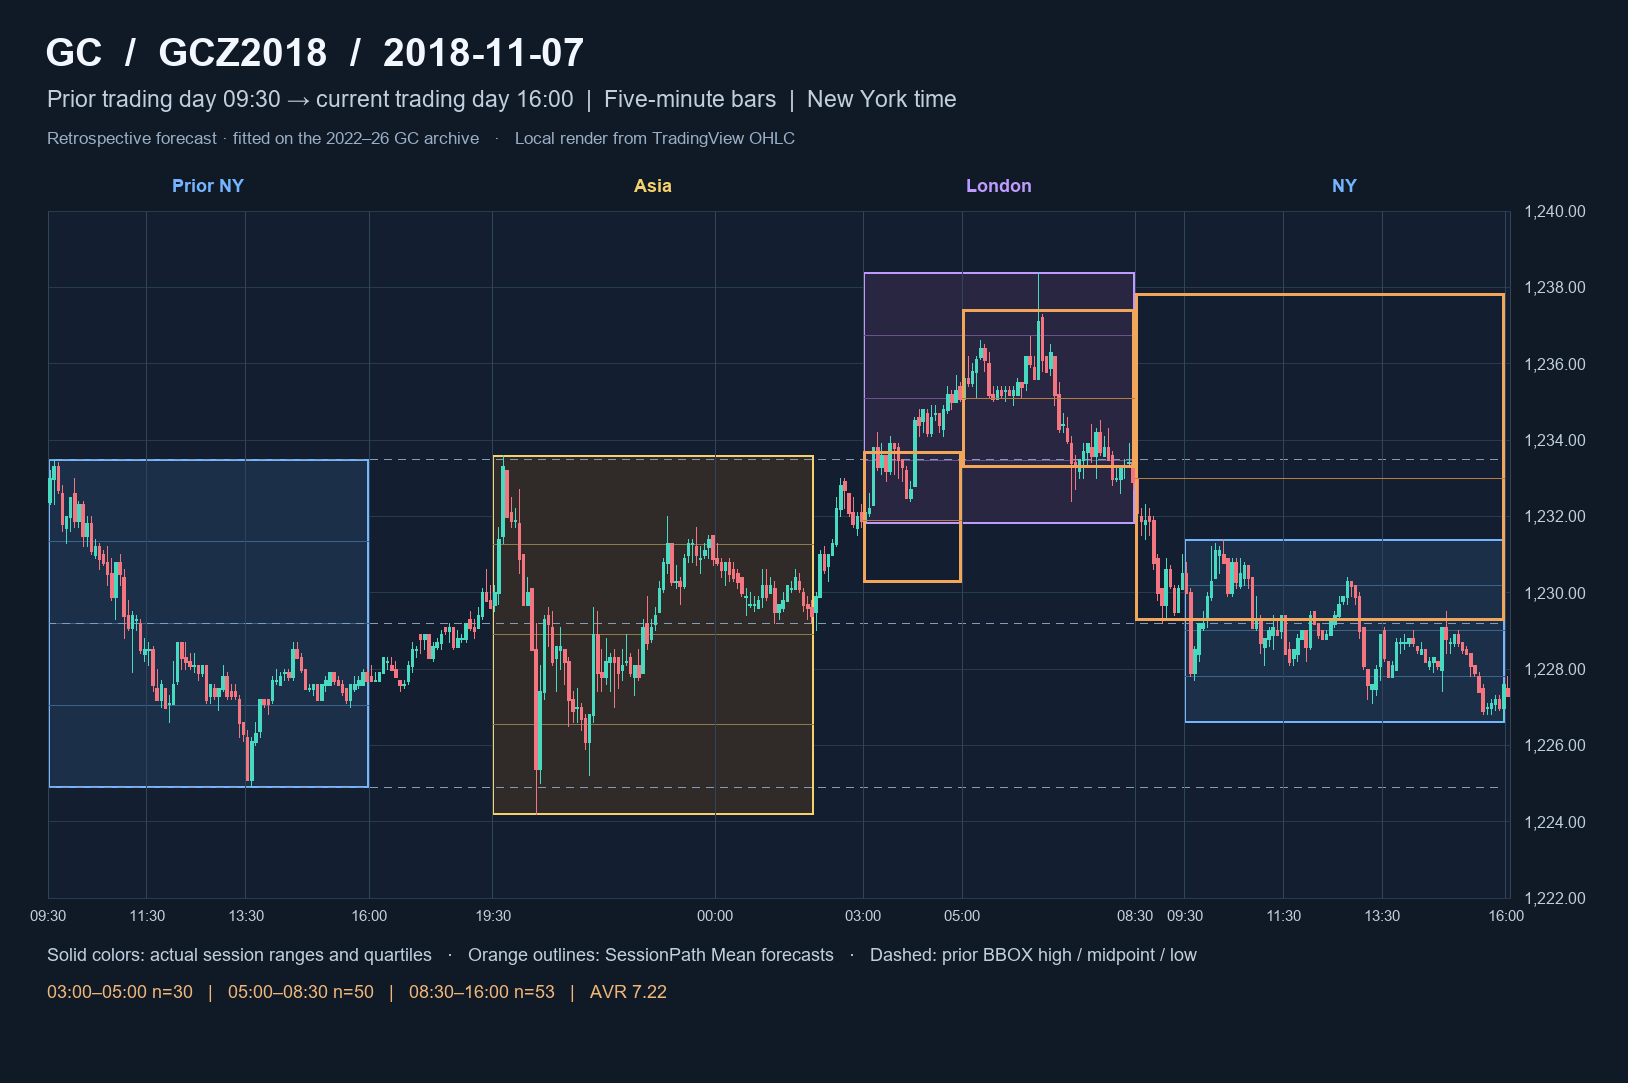 GC / GCZ2018 / 2018-11-07
Prior trading day 09:30 → current trading day 16:00 | Five-minute bars | New York time
Retrospective forecast · fitted on the 2022–26 GC archive · Local render from TradingView OHLC
Prior NY Asia London NY
1,240.00
1,238.00
1,236.00
1,234.00
1,232.00
1,230.00
1,228.00
1,226.00
1,224.00
1,222.00
09:30 11:30 13:30 16:00 19:30 00:00 03:00 05:00 08:30 09:30 11:30 13:30 16:00
Solid colors: actual session ranges and quartiles · Orange outlines: SessionPath Mean forecasts · Dashed: prior BBOX high / midpoint / low
03:00–05:00 n=30 | 05:00–08:30 n=50 | 08:30–16:00 n=53 | AVR 7.22